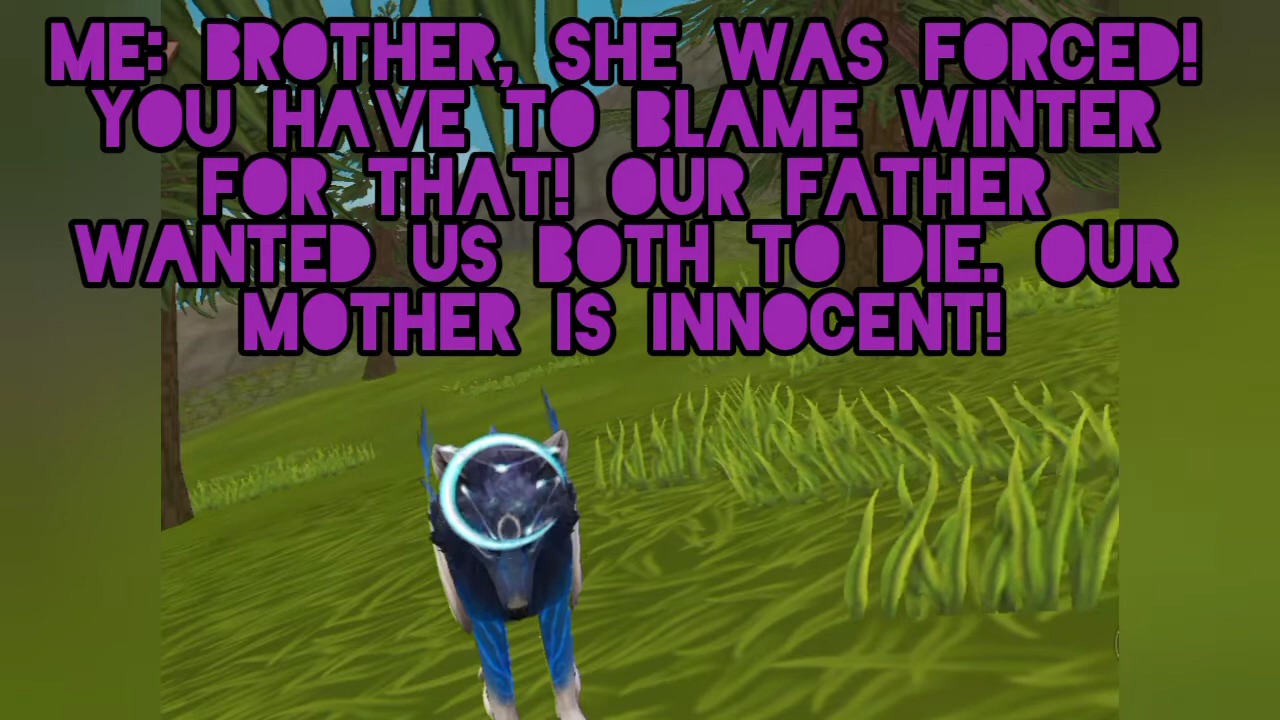 ME: BROTHER, SHE WAS FORCED!
YOU HAVE TO BLAME WINTER
FOR THAT! OUR FATHER
WANTED US BOTH TO DIE. OUR
MOTHER IS INNOCENT!